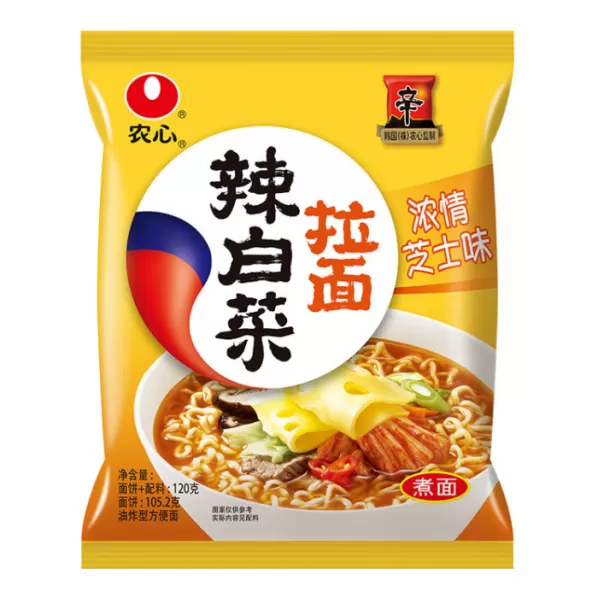 农心
辛
韩国(株)农心监制
辣白菜
拉面
浓情
芝士味
净含量:
面饼+配料:120克
面饼:105.2克
油炸型方便面
图案仅供参考
实际内容见配料
煮面